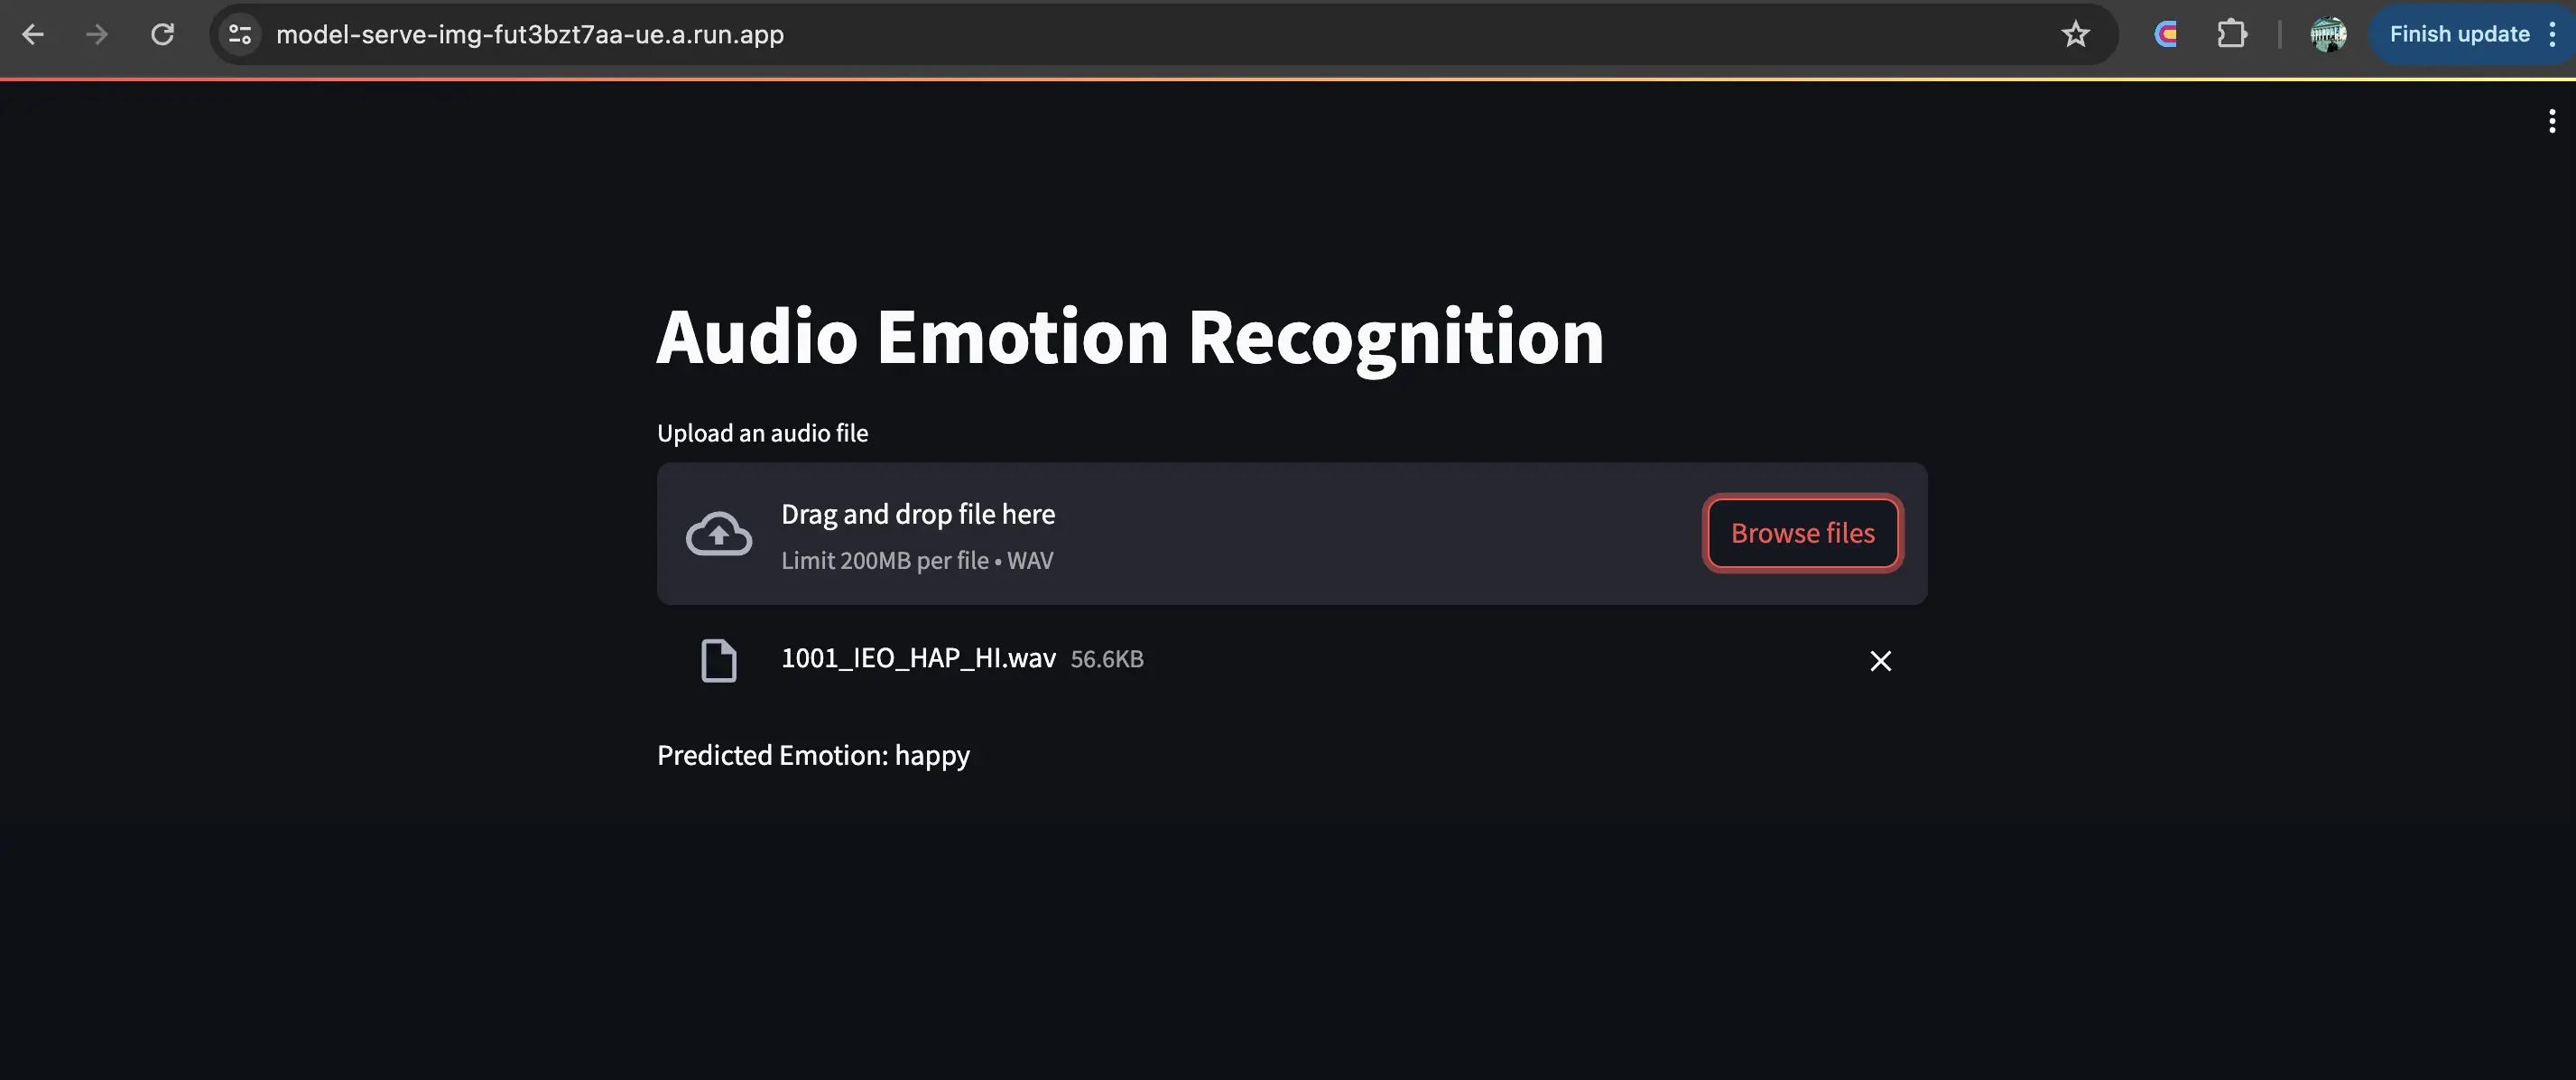 model-serve-img-fut3bzt7aa-ue.a.run.app
Finish update
Audio Emotion Recognition
Upload an audio file
Drag and drop file here
Limit 200MB per file • WAV
Browse files
1001_IEO_HAP_HI.wav 56.6KB
Predicted Emotion: happy